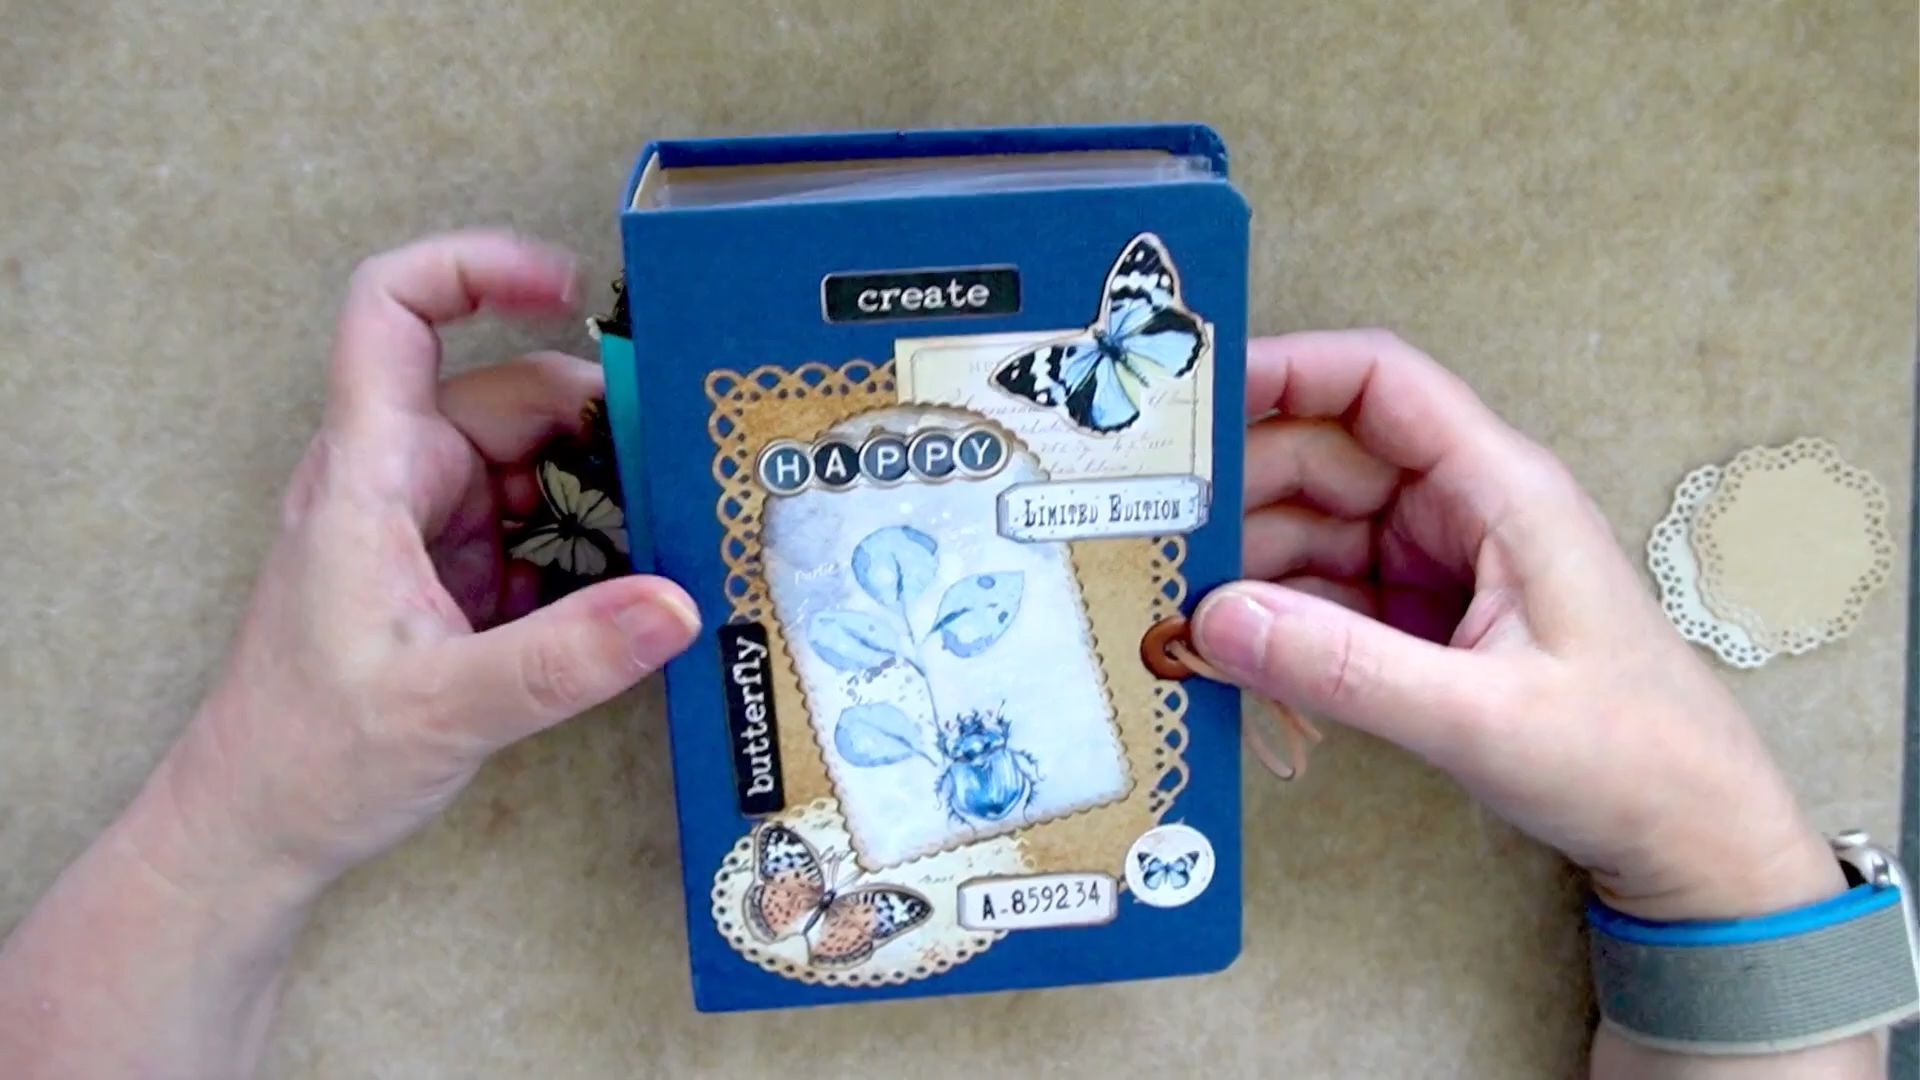 create
HAPPY
LIMITED EDITION
butterfly
A-859234